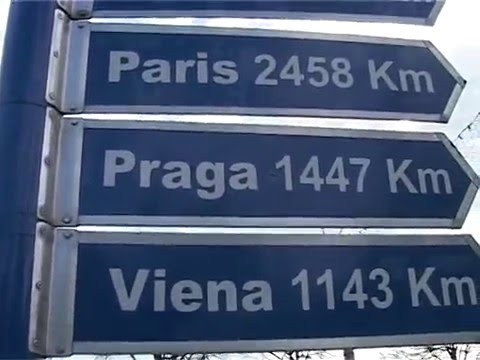 Paris 2458 Km
Praga 1447 Km
Viena 1143 Km